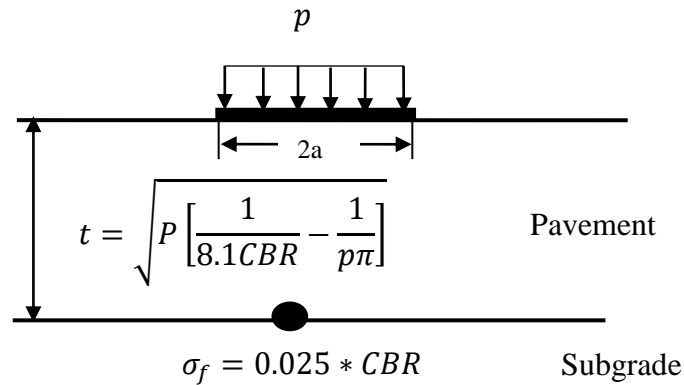 p
2a
t = √(P [1/8.1CBR − 1/pπ])
Pavement
σ_f = 0.025 * CBR
Subgrade